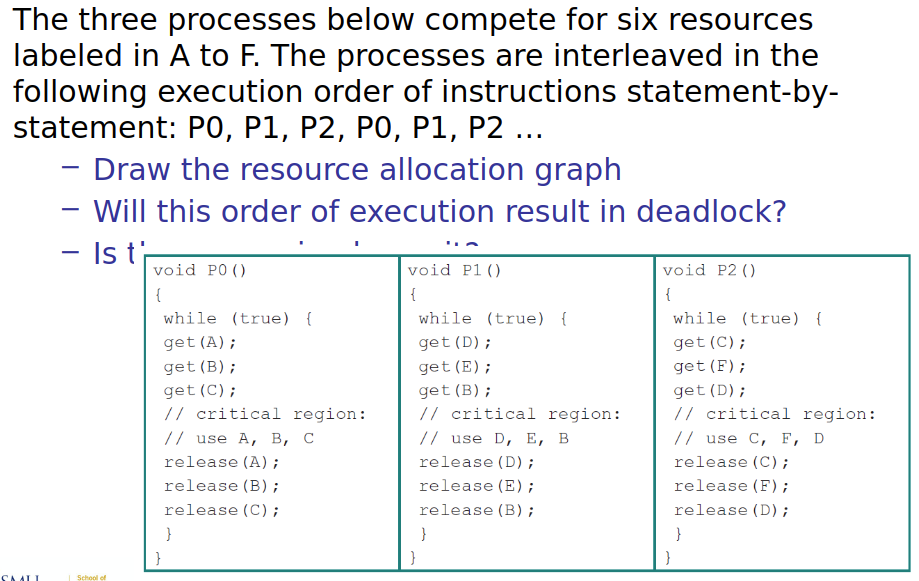 The three processes below compete for six resources
labeled in A to F. The processes are interleaved in the
following execution order of instructions statement-by-
statement: P0, P1, P2, P0, P1, P2 ...
– Draw the resource allocation graph
– Will this order of execution result in deadlock?
– Is
void P0()
{
while (true) {
get(A);
get(B);
get(C);
// critical region:
// use A, B, C
release(A);
release(B);
release(C);
}
}
void P1()
{
while (true) {
get(D);
get(E);
get(B);
// critical region:
// use D, E, B
release(D);
release(E);
release(B);
}
}
void P2()
{
while (true) {
get(C);
get(F);
get(D);
// critical region:
// use C, F, D
release(C);
release(F);
release(D);
}
}
School of